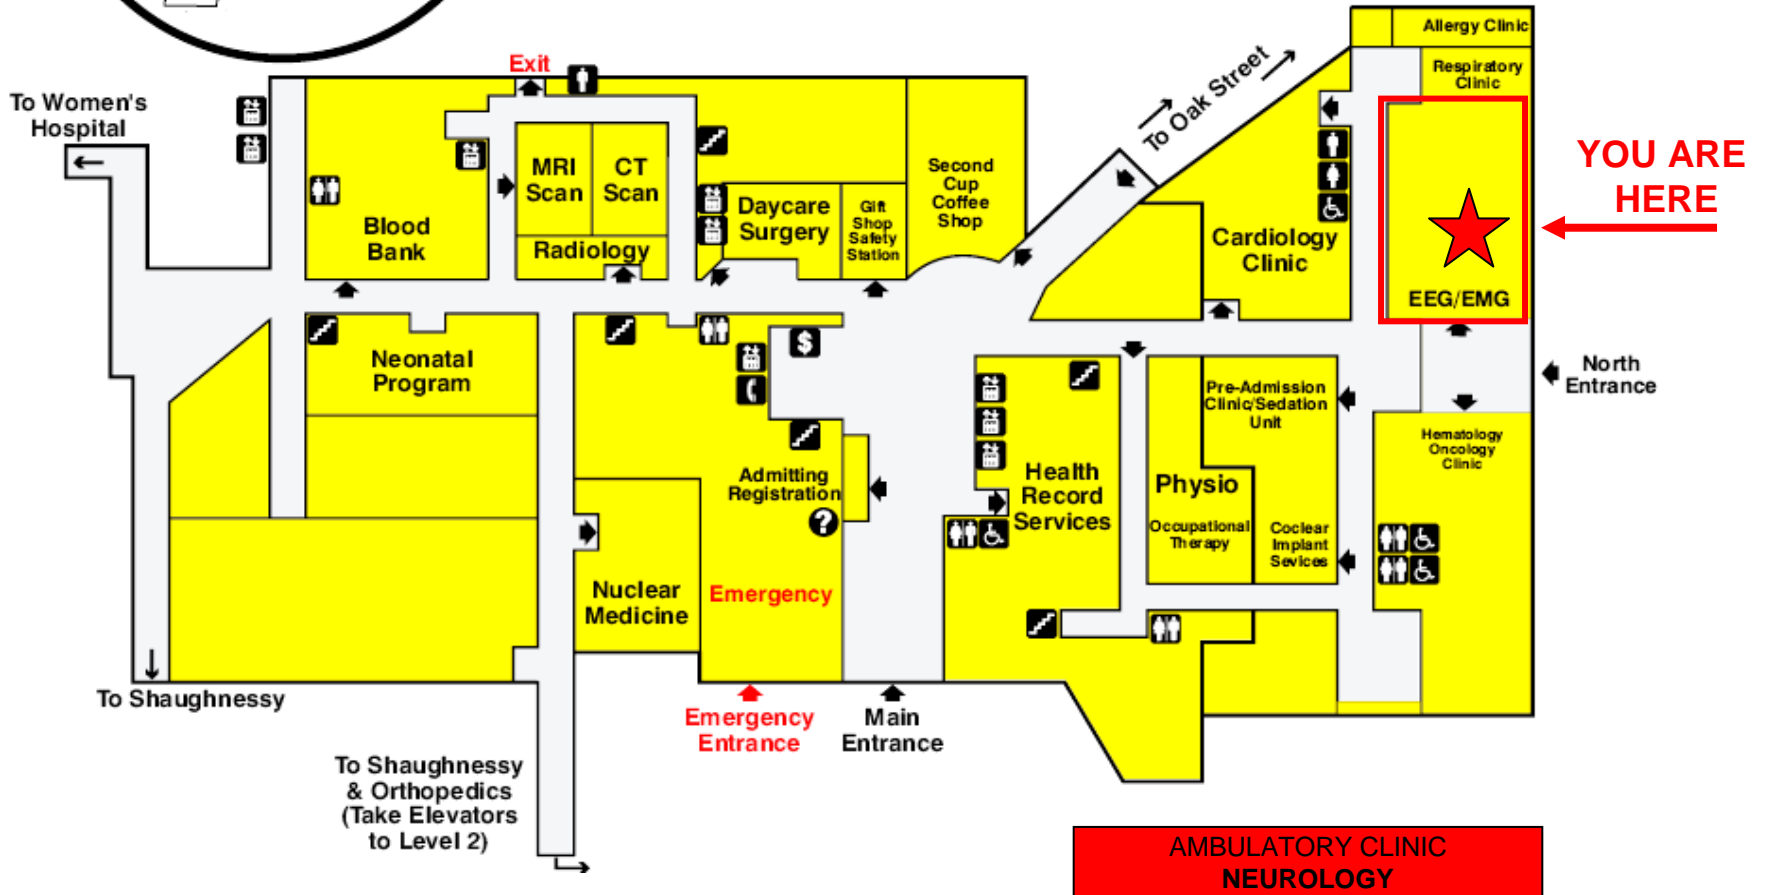 Allergy Clinic
Respiratory
Clinic
To Oak Street
Exit
To Women's
Hospital
YOU ARE
HERE
MRI
Scan
CT
Scan
Second
Cup
Coffee
Shop
Blood
Bank
Daycare
Surgery
Gift
Shop
Safety
Station
Radiology
Cardiology
Clinic
EEG/EMG
Neonatal
Program
$
North
Entrance
Pre-Admission
Clinic/Sedation
Unit
Hematology
Oncology
Clinic
Admitting
Registration
?
Health
Record
Services
Physio
Occupational
Therapy
Coclear
Implant
Sevices
Nuclear
Medicine
Emergency
To Shaughnessy
Emergency
Entrance
Main
Entrance
To Shaughnessy
& Orthopedics
(Take Elevators
to Level 2)
AMBULATORY CLINIC
NEUROLOGY